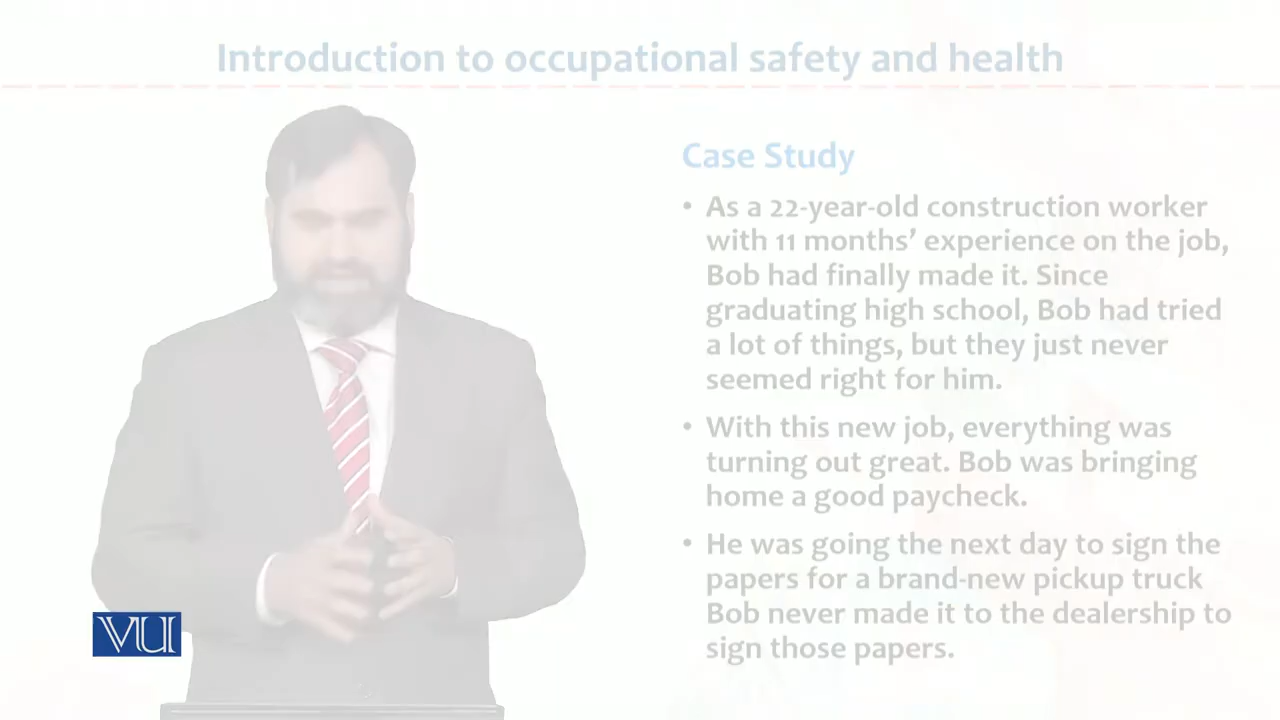 Introduction to occupational safety and health
Case Study
• As a 22-year-old construction worker
with 11 months’ experience on the job,
Bob had finally made it. Since
graduating high school, Bob had tried
a lot of things, but they just never
seemed right for him.
• With this new job, everything was
turning out great. Bob was bringing
home a good paycheck.
• He was going the next day to sign the
papers for a brand-new pickup truck
Bob never made it to the dealership to
sign those papers.
VU